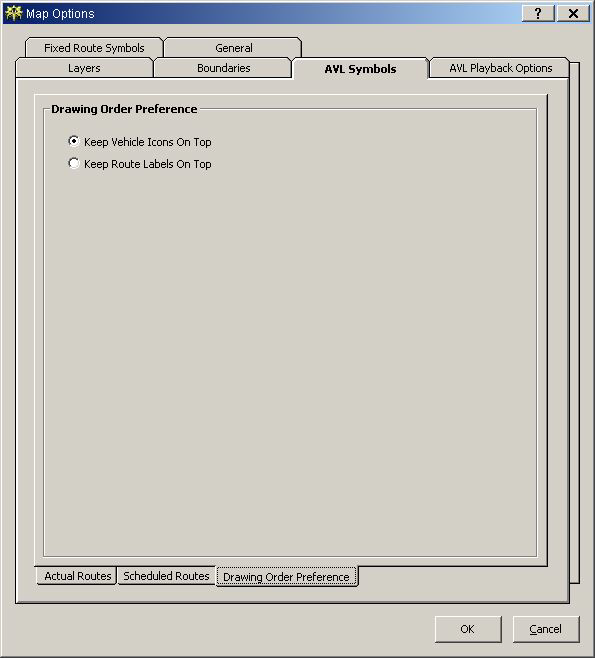 Map Options
?
Fixed Route Symbols General
Layers Boundaries AVL Symbols AVL Playback Options
Drawing Order Preference
Keep Vehicle Icons On Top
Keep Route Labels On Top
Actual Routes Scheduled Routes Drawing Order Preference
OK Cancel